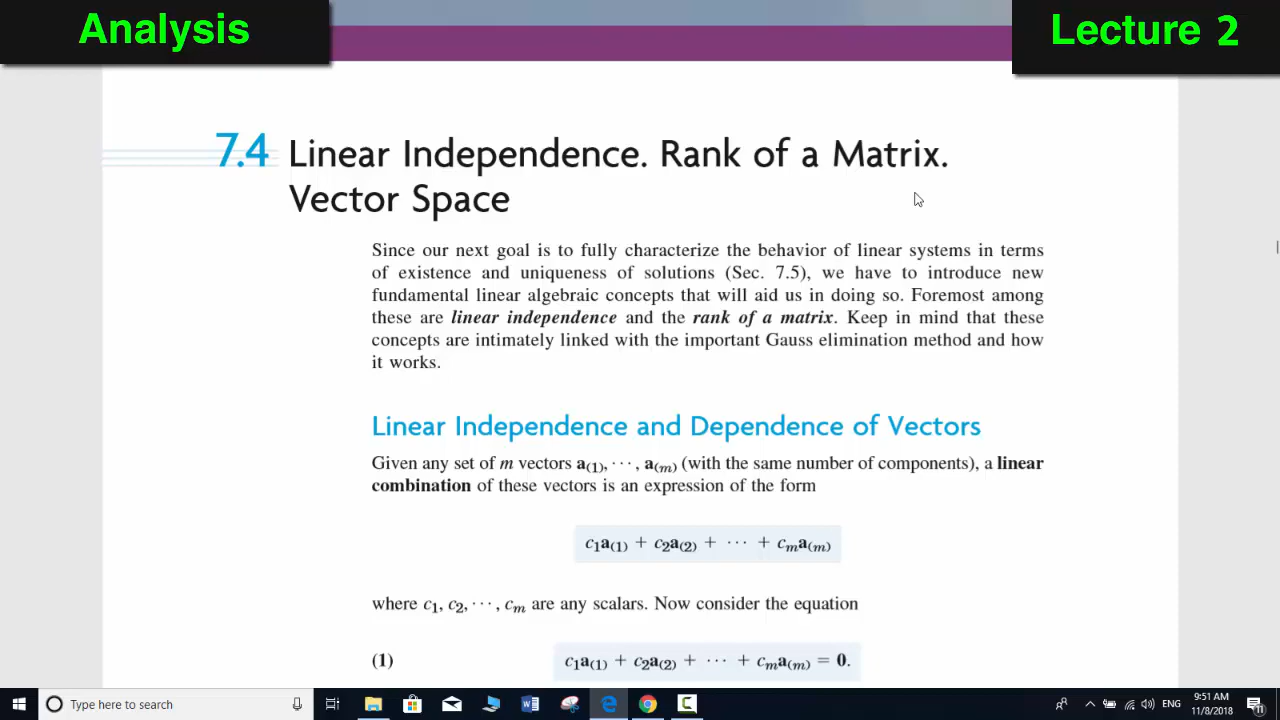 Analysis
Lecture 2
7.4 Linear Independence. Rank of a Matrix.
Vector Space
Since our next goal is to fully characterize the behavior of linear systems in terms
of existence and uniqueness of solutions (Sec. 7.5), we have to introduce new
fundamental linear algebraic concepts that will aid us in doing so. Foremost among
these are linear independence and the rank of a matrix. Keep in mind that these
concepts are intimately linked with the important Gauss elimination method and how
it works.
Linear Independence and Dependence of Vectors
Given any set of m vectors a(1), ⋯, a(m) (with the same number of components), a linear
combination of these vectors is an expression of the form
c1a(1) + c2a(2) + ⋯ + cma(m)
where c1, c2, ⋯, cm are any scalars. Now consider the equation
(1) c1a(1) + c2a(2) + ⋯ + cma(m) = 0.
Type here to search
ENG
9:51 AM
11/8/2018
11